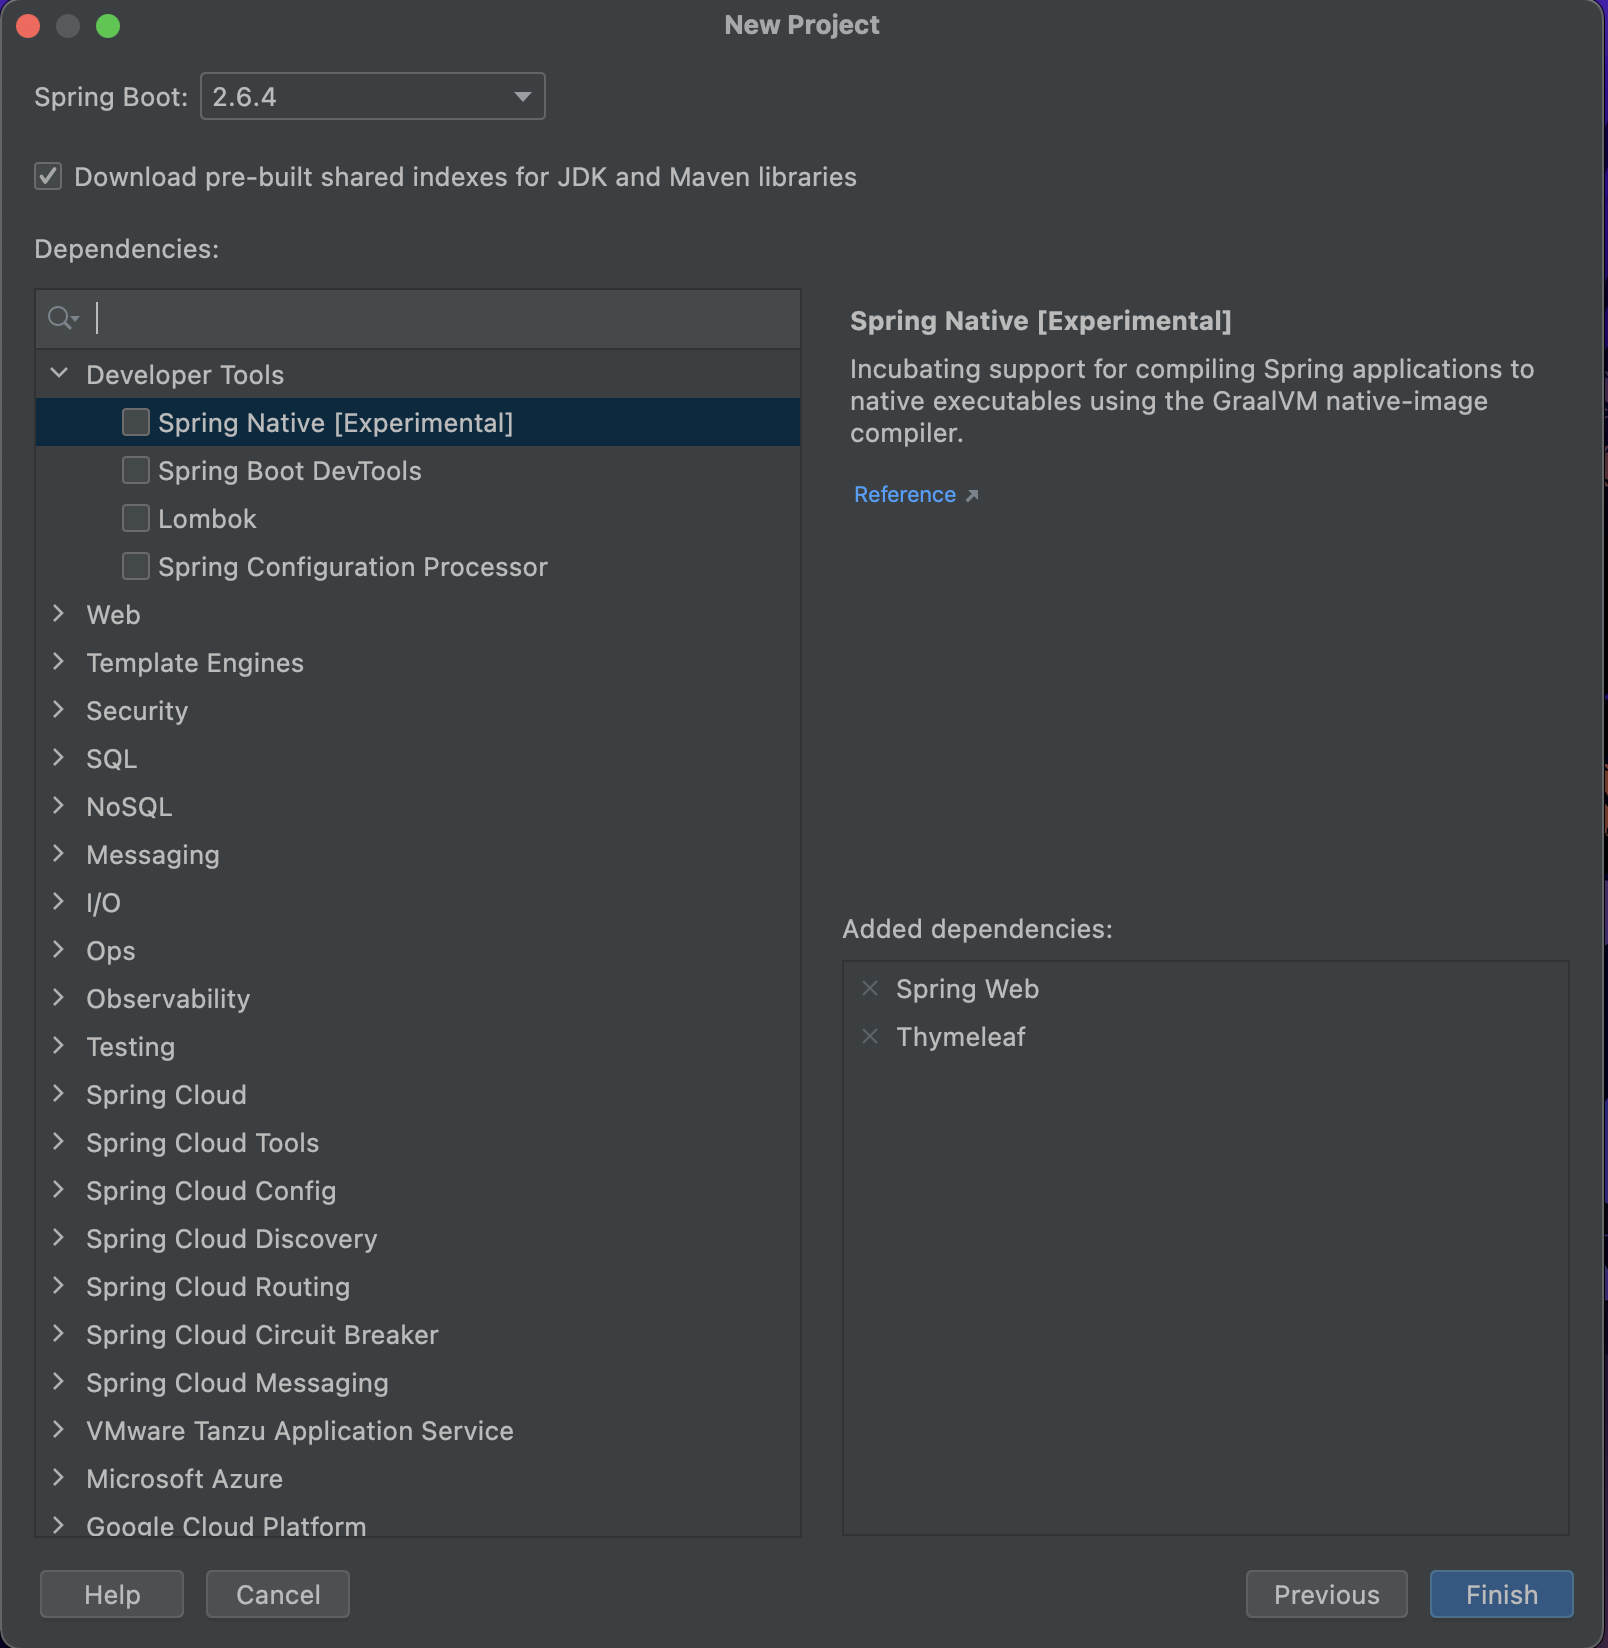 New Project
Spring Boot: 2.6.4
Download pre-built shared indexes for JDK and Maven libraries
Dependencies:
Developer Tools
Spring Native [Experimental]
Spring Boot DevTools
Lombok
Spring Configuration Processor
Web
Template Engines
Security
SQL
NoSQL
Messaging
I/O
Ops
Observability
Testing
Spring Cloud
Spring Cloud Tools
Spring Cloud Config
Spring Cloud Discovery
Spring Cloud Routing
Spring Cloud Circuit Breaker
Spring Cloud Messaging
VMware Tanzu Application Service
Microsoft Azure
Google Cloud Platform
Spring Native [Experimental]
Incubating support for compiling Spring applications to
native executables using the GraalVM native-image
compiler.
Reference
Added dependencies:
Spring Web
Thymeleaf
Help
Cancel
Previous
Finish